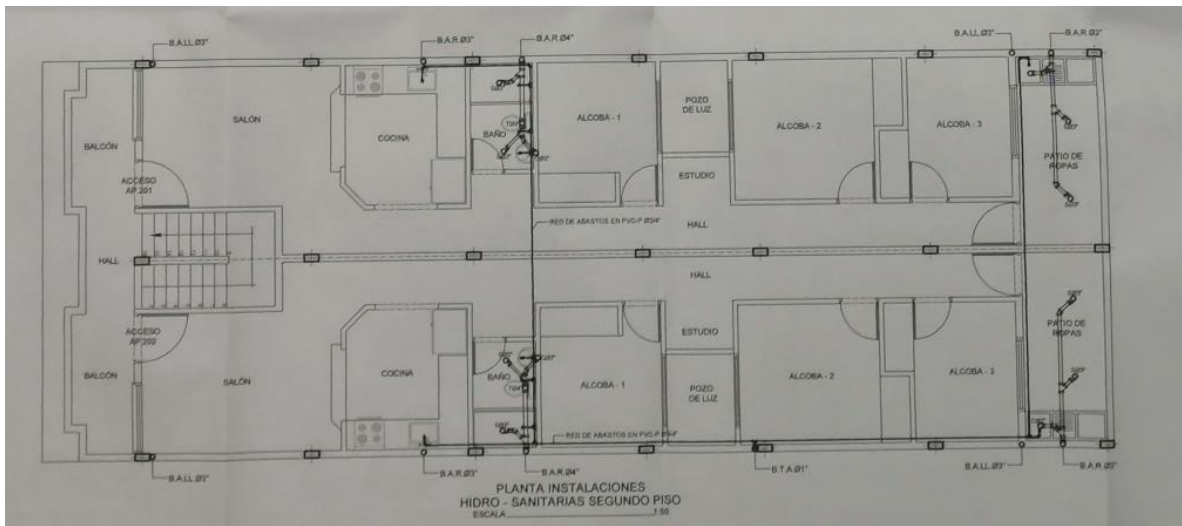 B.A.LL.Ø3"
B.A.R.Ø3"
B.A.R.Ø4"
B.A.LL.Ø3"
B.A.R.Ø3"
BALCÓN
SALÓN
COCINA
BAÑO
ALCOBA - 1
POZO
DE LUZ
ALCOBA - 2
ALCOBA - 3
PATIO DE
ROPAS
ACCESO
AP.201
ESTUDIO
RED DE ABASTOS EN PVC-P Ø3/4"
HALL
HALL
HALL
ACCESO
AP.202
ESTUDIO
PATIO DE
ROPAS
BALCÓN
SALÓN
COCINA
BAÑO
ALCOBA - 1
POZO
DE LUZ
ALCOBA - 2
ALCOBA - 3
RED DE ABASTOS EN PVC-P Ø3/4"
B.A.LL.Ø3"
B.A.R.Ø3"
B.A.R.Ø4"
B.T.A.Ø1"
B.A.LL.Ø3"
B.A.R.Ø3"
PLANTA INSTALACIONES
HIDRO - SANITARIAS SEGUNDO PISO
ESCALA 1:50